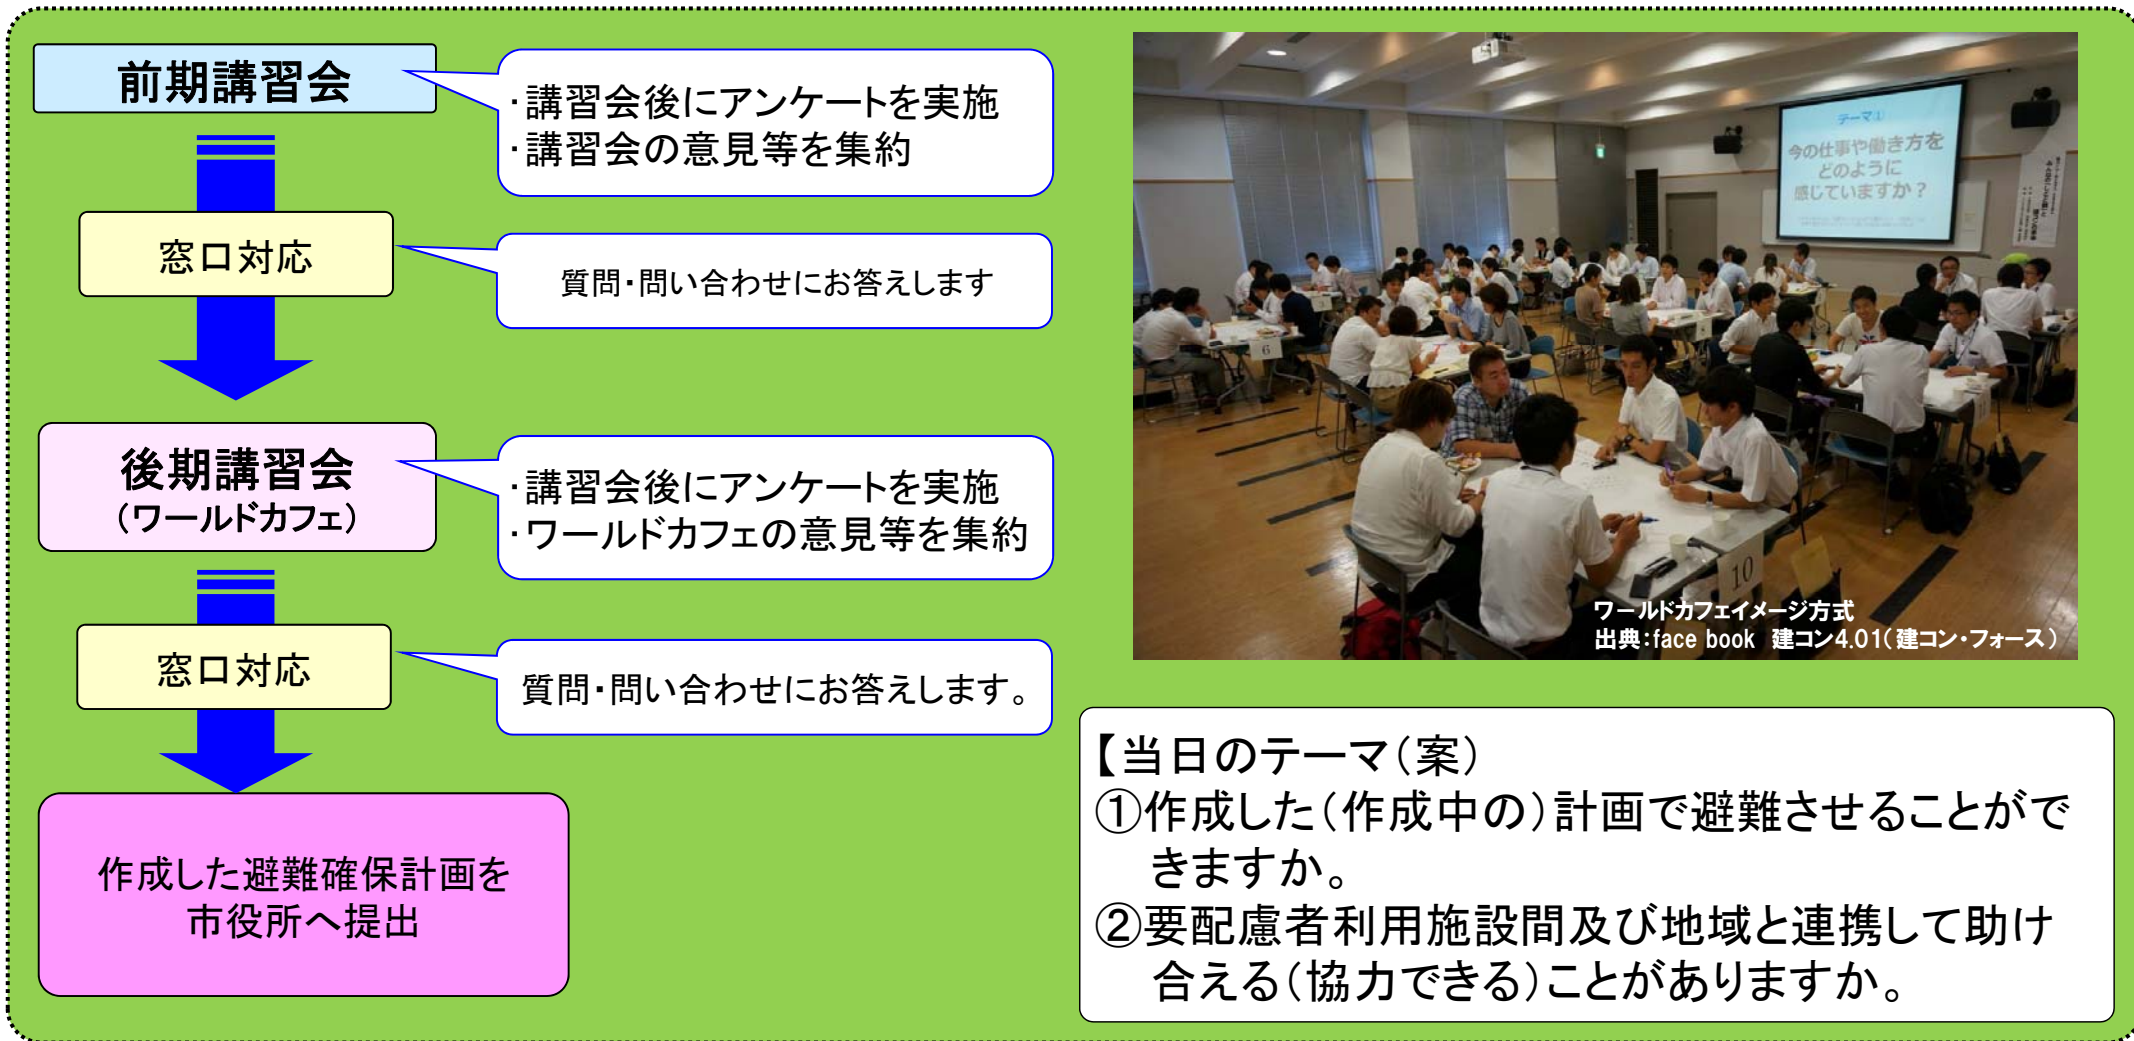 前期講習会
・講習会後にアンケートを実施
・講習会の意見等を集約
窓口対応
質問・問い合わせにお答えします
後期講習会
（ワールドカフェ）
・講習会後にアンケートを実施
・ワールドカフェの意見等を集約
窓口対応
質問・問い合わせにお答えします。
作成した避難確保計画を
市役所へ提出
テーマ①
今の仕事や働き方を
どのように
感じていますか？
6
10
ワールドカフェイメージ方式
出典：face book 建コン4.01（建コン・フォース）
【当日のテーマ（案）
①作成した（作成中の）計画で避難させることがで
きますか。
②要配慮者利用施設間及び地域と連携して助け
合える（協力できる）ことがありますか。